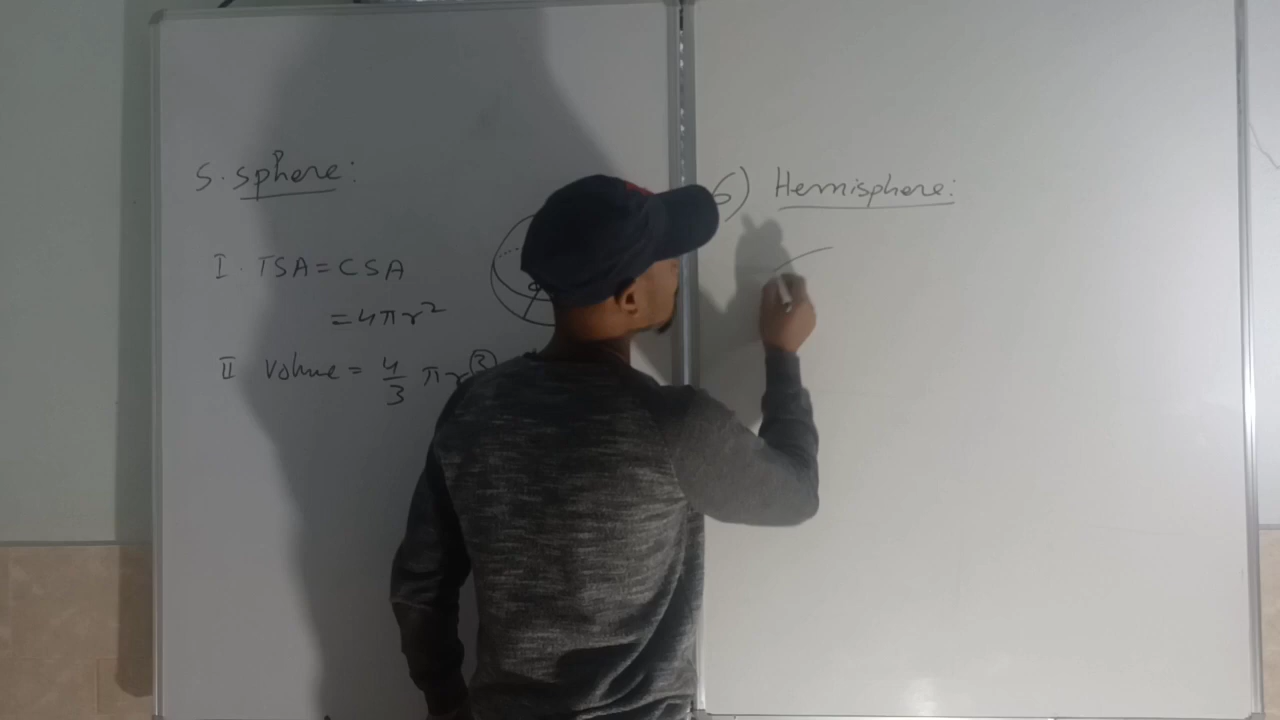 5. sphere:
I. TSA = CSA
= 4πr²
II Volume = 4/3 πr³
6) Hemisphere: